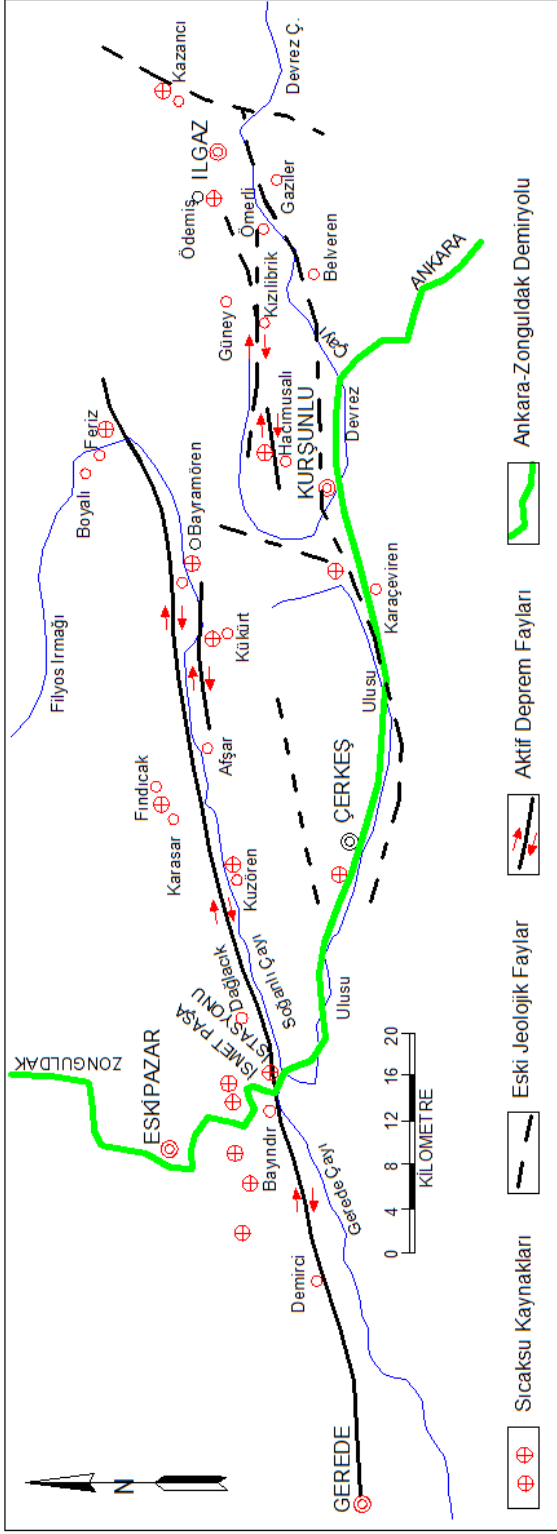 N
Filyos Irmağı
Boyalı
Feriz
Kazancı
Devrez Ç.
ZONGULDAK
ESKİPAZAR
Fındıcak
Karasar
Bayramören
Kükürt
Afşar
Güney
Ödemiş
ILGAZ
Ömerli
Kızılibrik
Gaziler
Belveren
Hacımusalı
KURŞUNLU
Devrez
Çayı
ANKARA
Kuzören
Dağlacık
Soğanlı Çayı
İSMET PAŞA
İSTASYONU
Bayındır
Demirci
GEREDE
Gerede Çayı
Ulusu
ÇERKEŞ
Ulusu
Karaçeviren
0 4 8 12 16 20
KİLOMETRE
Sıcaksu Kaynakları
Eski Jeolojik Faylar
Aktif Deprem Fayları
Ankara-Zonguldak Demiryolu